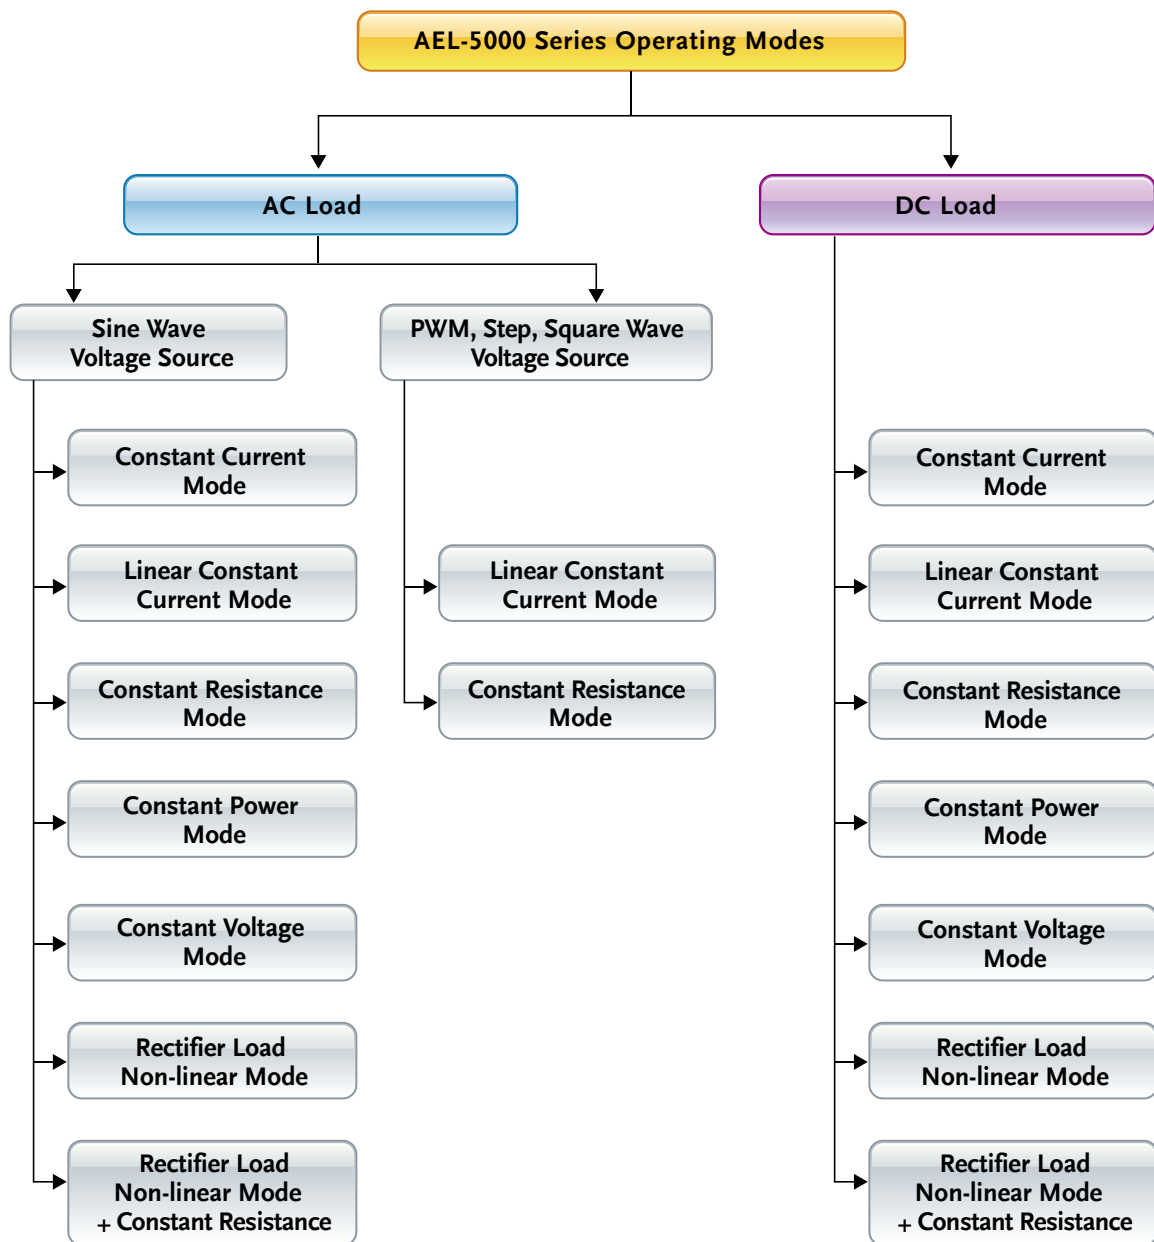 AEL-5000 Series Operating Modes
AC Load
DC Load
Sine Wave
Voltage Source
PWM, Step, Square Wave
Voltage Source
Constant Current
Mode
Linear Constant
Current Mode
Constant Resistance
Mode
Constant Power
Mode
Constant Voltage
Mode
Rectifier Load
Non-linear Mode
Rectifier Load
Non-linear Mode
+ Constant Resistance
Linear Constant
Current Mode
Constant Resistance
Mode
Constant Current
Mode
Linear Constant
Current Mode
Constant Resistance
Mode
Constant Power
Mode
Constant Voltage
Mode
Rectifier Load
Non-linear Mode
Rectifier Load
Non-linear Mode
+ Constant Resistance